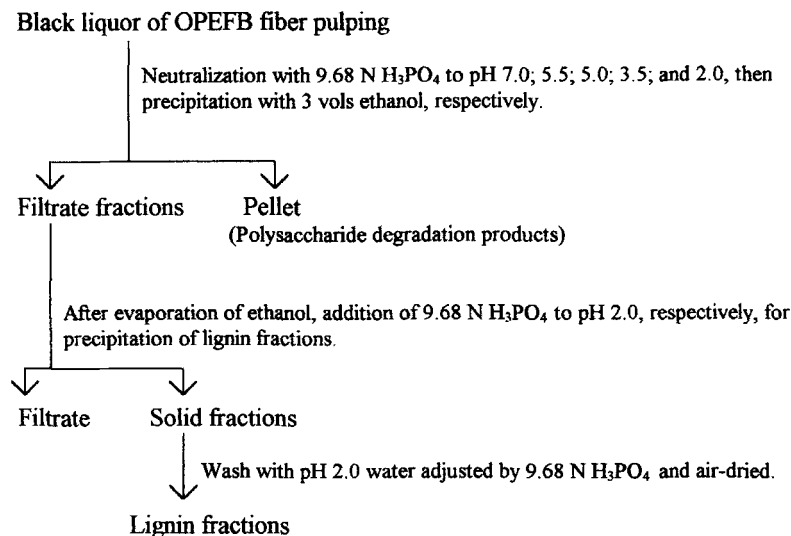 Black liquor of OPEFB fiber pulping
Neutralization with 9.68 N H₃PO₄ to pH 7.0; 5.5; 5.0; 3.5; and 2.0, then
precipitation with 3 vols ethanol, respectively.
Filtrate fractions Pellet
(Polysaccharide degradation products)
After evaporation of ethanol, addition of 9.68 N H₃PO₄ to pH 2.0, respectively, for
precipitation of lignin fractions.
Filtrate Solid fractions
Wash with pH 2.0 water adjusted by 9.68 N H₃PO₄ and air-dried.
Lignin fractions